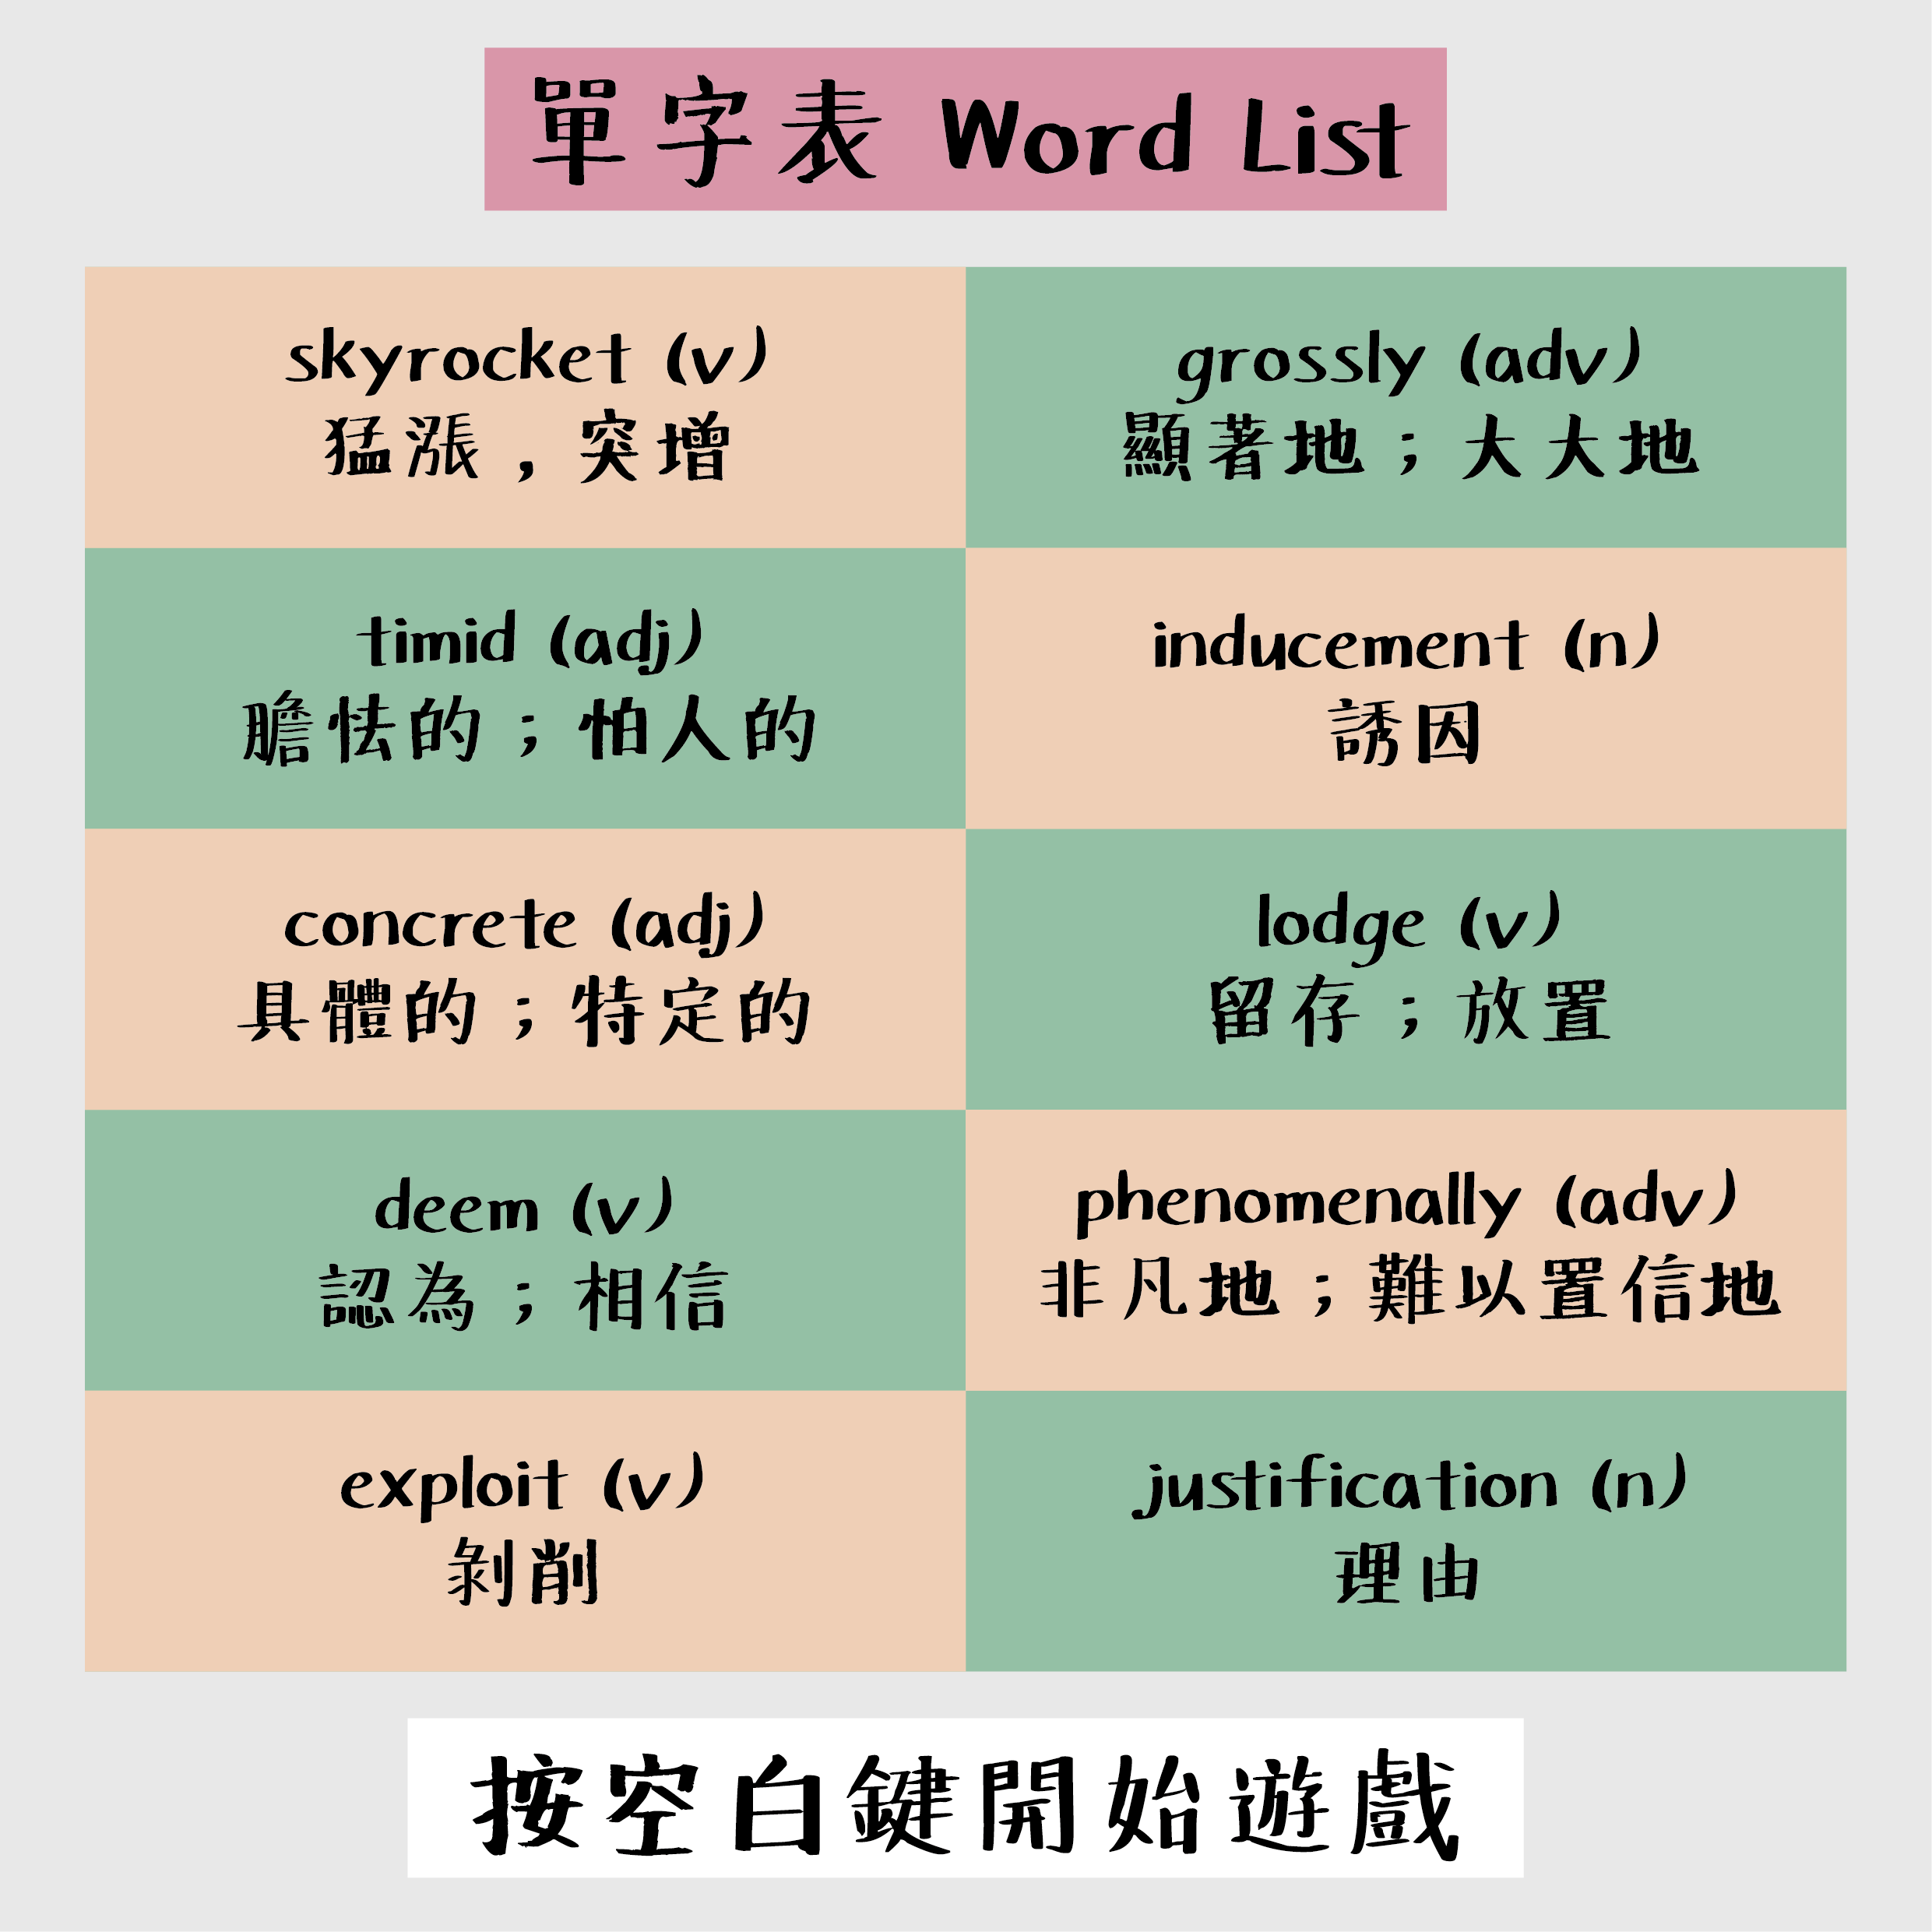 單字表 Word List
skyrocket (v)
猛漲，突增
grossly (adv)
顯著地；大大地
timid (adj)
膽怯的；怕人的
inducement (n)
誘因
concrete (adj)
具體的；特定的
lodge (v)
留存；放置
deem (v)
認為；相信
phenomenally (adv)
非凡地；難以置信地
exploit (v)
剝削
justification (n)
理由
按空白鍵開始遊戲